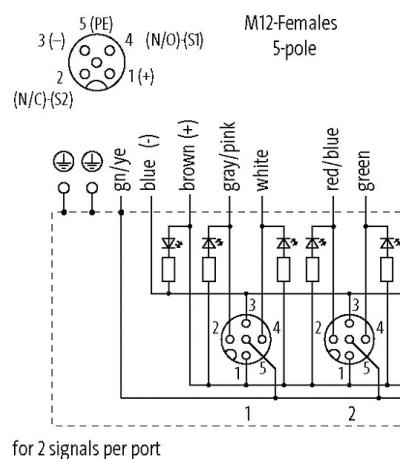 5 (PE)
3 (–)
4 (N/O)-(S1)
2
1 (+)
(N/C)-(S2)
M12-Females
5-pole
gn/ye
blue (-)
brown (+)
gray/pink
white
red/blue
green
3
2
4
1
5
3
2
4
1
5
1
2
for 2 signals per port